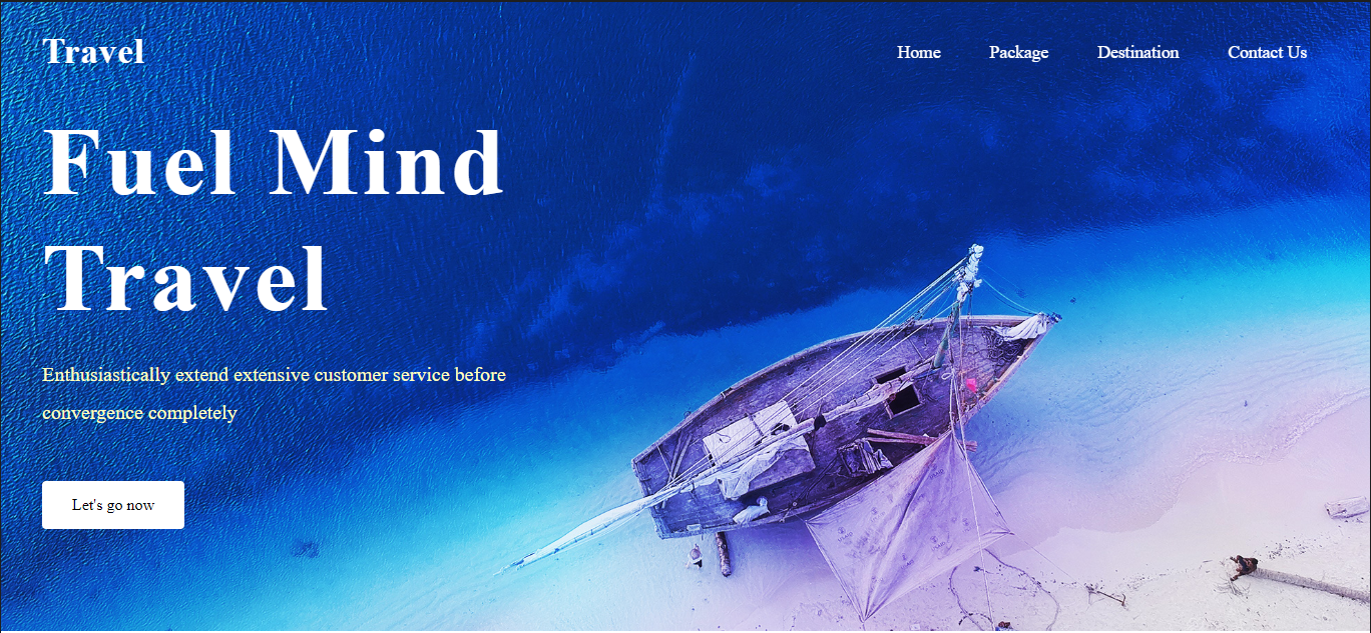 Travel
Home Package Destination Contact Us
Fuel Mind
Travel
Enthusiastically extend extensive customer service before
convergence completely
Let's go now